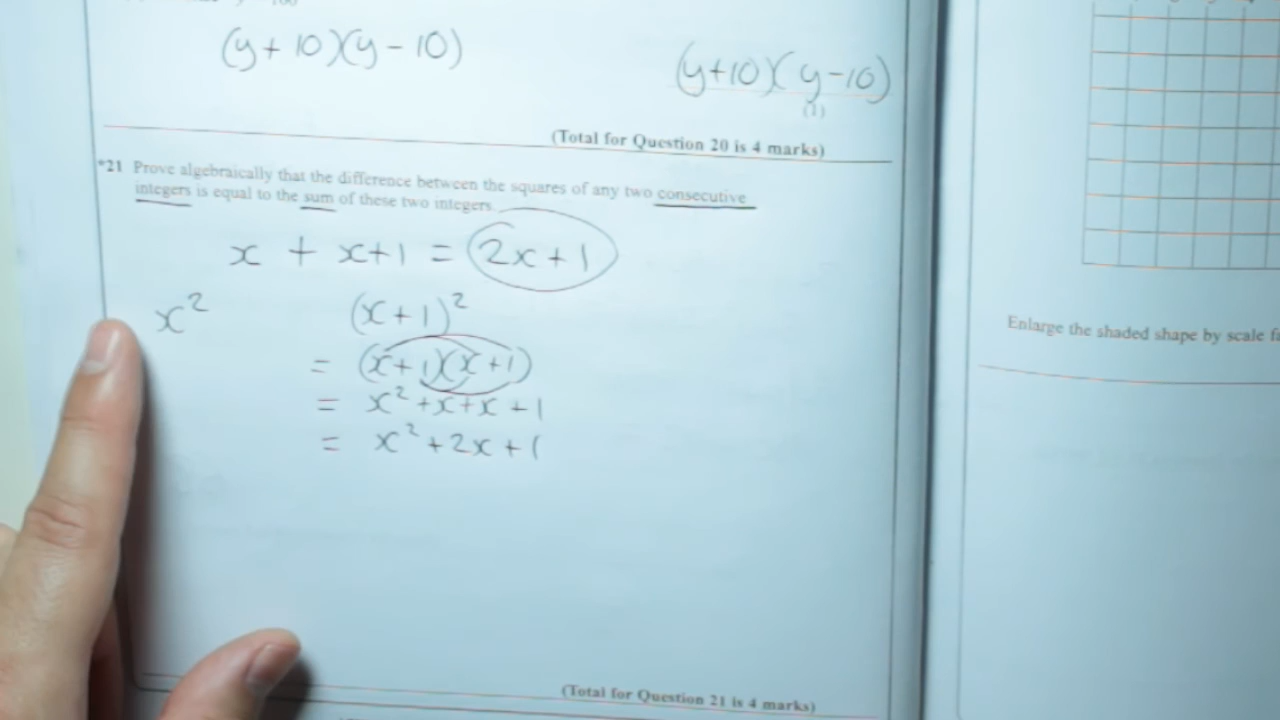 (y + 10)(y - 10)
(y+10)(y-10)
(2)
(Total for Question 20 is 4 marks)
*21 Prove algebraically that the difference between the squares of any two consecutive
integers is equal to the sum of these two integers.
x + x+1 = 2x + 1
x² (x+1)²
= (x+1)(x+1)
= x²+x+x+1
= x²+2x+1
(Total for Question 21 is 4 marks)
Enlarge the shaded shape by scale